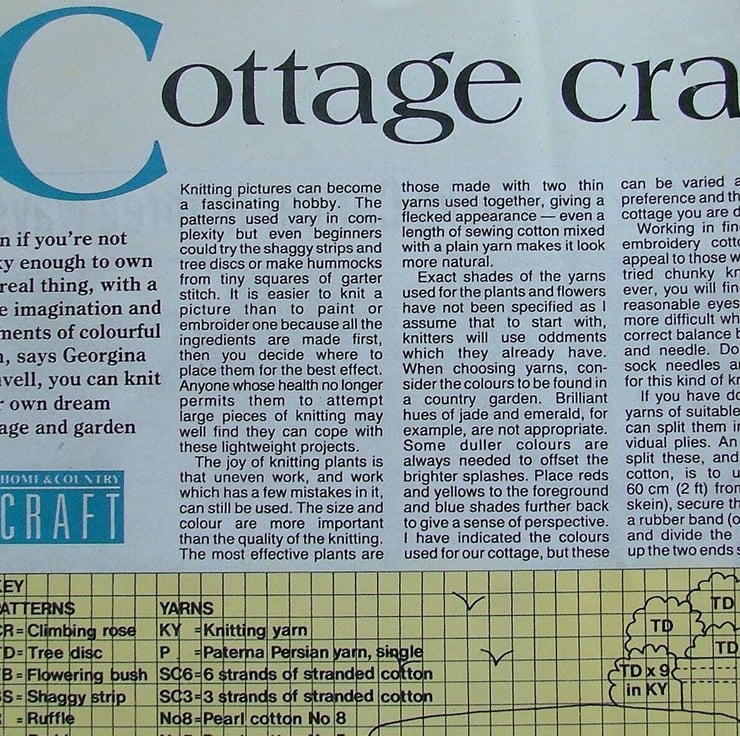 Cottage cra
n if you're not
ky enough to own
real thing, with a
e imagination and
ments of colourful
n, says Georgina
vell, you can knit
r own dream
age and garden
HOME & COUNTRY
CRAFT
Knitting pictures can become
a fascinating hobby. The
patterns used vary in com-
plexity but even beginners
could try the shaggy strips and
tree discs or make hummocks
from tiny squares of garter
stitch. It is easier to knit a
picture than to paint or
embroider one because all the
ingredients are made first,
then you decide where to
place them for the best effect.
Anyone whose health no longer
permits them to attempt
large pieces of knitting may
well find they can cope with
these lightweight projects.
The joy of knitting plants is
that uneven work, and work
which has a few mistakes in it,
can still be used. The size and
colour are more important
than the quality of the knitting.
The most effective plants are
those made with two thin
yarns used together, giving a
flecked appearance — even a
length of sewing cotton mixed
with a plain yarn makes it look
more natural.
Exact shades of the yarns
used for the plants and flowers
have not been specified as I
assume that to start with,
knitters will use oddments
which they already have.
When choosing yarns, con-
sider the colours to be found in
a country garden. Brilliant
hues of jade and emerald, for
example, are not appropriate.
Some duller colours are
always needed to offset the
brighter splashes. Place reds
and yellows to the foreground
and blue shades further back
to give a sense of perspective.
I have indicated the colours
used for our cottage, but these
can be varied a
preference and th
cottage you are d
Working in fin
embroidery cotto
appeal to those w
tried chunky kn
ever, you will fin
reasonable eyes
more difficult wh
correct balance b
and needle. Do
sock needles a
for this kind of kn
If you have do
yarns of suitable
can split them in
vidual plies. An
split these, and
cotton, is to u
60 cm (2 ft) from
skein), secure th
a rubber band (o
and divide the
up the two ends s
KEY
PATTERNS
CR=Climbing rose
TD=Tree disc
FB=Flowering bush
SS=Shaggy strip
R =Ruffle
YARNS
KY =Knitting yarn
P =Paterna Persian yarn, single
SC6=6 strands of stranded cotton
SC3=3 strands of stranded cotton
No8=Pearl cotton No 8
TD
TD
TD
TD x 9
in KY